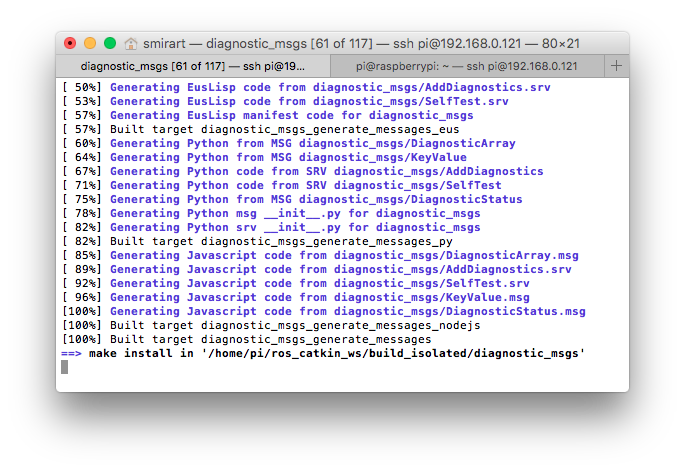 smirart — diagnostic_msgs [61 of 117] — ssh pi@192.168.0.121 — 80×21
diagnostic_msgs [61 of 117] — ssh pi@19... pi@raspberrypi: ~ — ssh pi@192.168.0.121 +
[ 50%] Generating EusLisp code from diagnostic_msgs/AddDiagnostics.srv
[ 53%] Generating EusLisp code from diagnostic_msgs/SelfTest.srv
[ 57%] Generating EusLisp manifest code for diagnostic_msgs
[ 57%] Built target diagnostic_msgs_generate_messages_eus
[ 60%] Generating Python from MSG diagnostic_msgs/DiagnosticArray
[ 64%] Generating Python from MSG diagnostic_msgs/KeyValue
[ 67%] Generating Python code from SRV diagnostic_msgs/AddDiagnostics
[ 71%] Generating Python code from SRV diagnostic_msgs/SelfTest
[ 75%] Generating Python from MSG diagnostic_msgs/DiagnosticStatus
[ 78%] Generating Python msg __init__.py for diagnostic_msgs
[ 82%] Generating Python srv __init__.py for diagnostic_msgs
[ 82%] Built target diagnostic_msgs_generate_messages_py
[ 85%] Generating Javascript code from diagnostic_msgs/DiagnosticArray.msg
[ 89%] Generating Javascript code from diagnostic_msgs/AddDiagnostics.srv
[ 92%] Generating Javascript code from diagnostic_msgs/SelfTest.srv
[ 96%] Generating Javascript code from diagnostic_msgs/KeyValue.msg
[100%] Generating Javascript code from diagnostic_msgs/DiagnosticStatus.msg
[100%] Built target diagnostic_msgs_generate_messages_nodejs
[100%] Built target diagnostic_msgs_generate_messages
==> make install in '/home/pi/ros_catkin_ws/build_isolated/diagnostic_msgs'